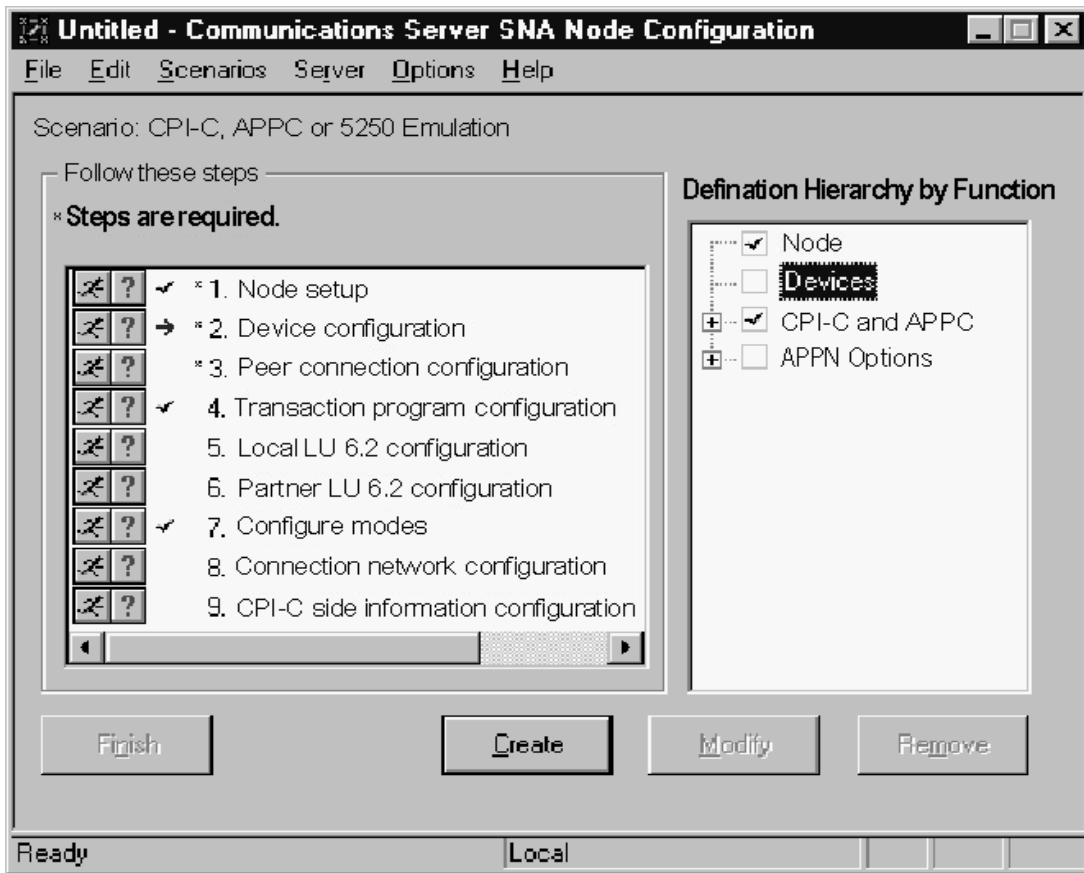 Untitled - Communications Server SNA Node Configuration
File Edit Scenarios Server Options Help
Scenario: CPI-C, APPC or 5250 Emulation
Follow these steps
* Steps are required.
? * 1. Node setup
? * 2. Device configuration
? * 3. Peer connection configuration
? 4. Transaction program configuration
? 5. Local LU 6.2 configuration
? 6. Partner LU 6.2 configuration
? 7. Configure modes
? 8. Connection network configuration
? 9. CPI-C side information configuration
Defination Hierarchy by Function
Node
Devices
CPI-C and APPC
APPN Options
Finish Create Modify Remove
Ready Local